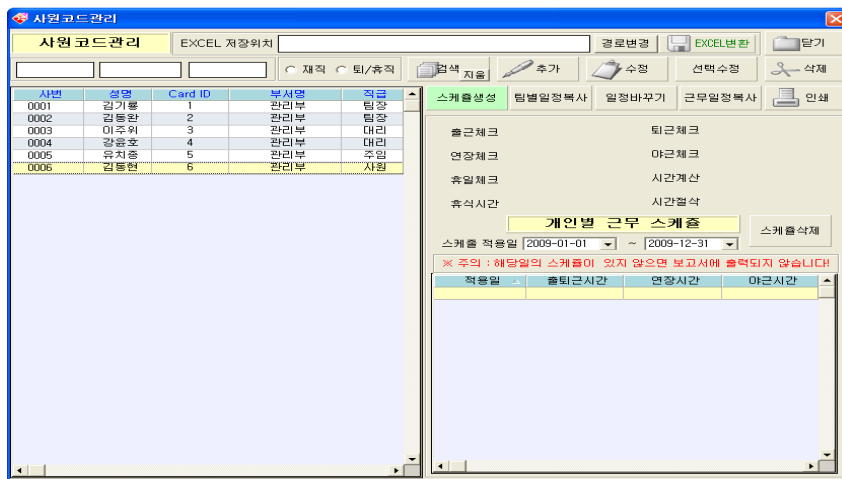 사원코드관리
사원코드관리 EXCEL 저장위치 경로변경 EXCEL변환 닫기
재직 퇴/휴직 검색 지움 추가 수정 선택수정 삭제
사번 성명 Card ID 부서명 직급
0001 김기룡 1 관리부 팀장
0002 김동완 2 관리부 팀장
0003 이주위 3 관리부 대리
0004 강윤호 4 관리부 대리
0005 유치종 5 관리부 주임
0006 김동현 6 관리부 사원
스케쥴생성 팀별일정복사 일정바꾸기 근무일정복사 인쇄
출근체크 퇴근체크
연장체크 야근체크
휴일체크 시간계산
휴식시간 시간절삭
개인별 근무 스케쥴 스케쥴삭제
스케줄 적용일 2009-01-01 ~ 2009-12-31
※ 주의 : 해당일의 스케쥴이 있지 않으면 보고서에 출력되지 않습니다!
적용일 출퇴근시간 연장시간 야근시간